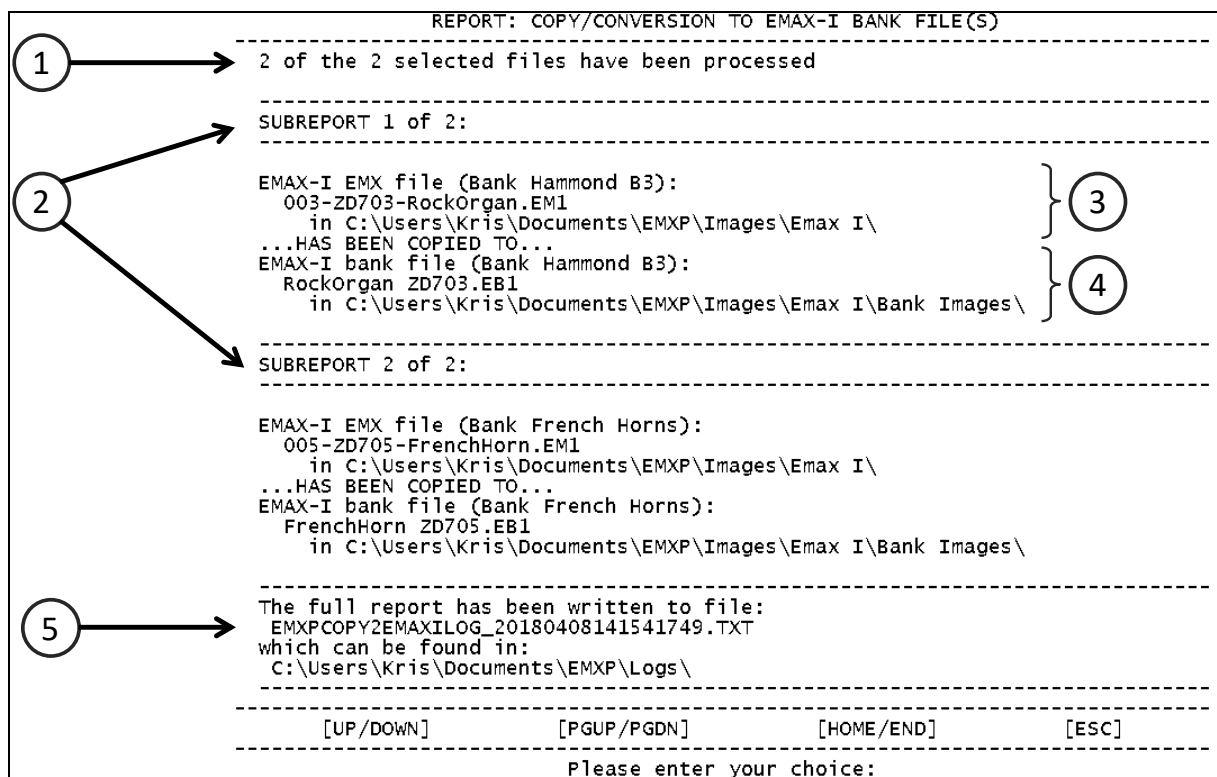 REPORT: COPY/CONVERSION TO EMAX-I BANK FILE(S)
1
2 of the 2 selected files have been processed
SUBREPORT 1 of 2:
2
EMAX-I EMX file (Bank Hammond B3):
003-ZD703-RockOrgan.EM1
in C:\Users\Kris\Documents\EMXP\Images\Emax I\
3
...HAS BEEN COPIED TO...
EMAX-I bank file (Bank Hammond B3):
RockOrgan ZD703.EB1
in C:\Users\Kris\Documents\EMXP\Images\Emax I\Bank Images\
4
SUBREPORT 2 of 2:
EMAX-I EMX file (Bank French Horns):
005-ZD705-FrenchHorn.EM1
in C:\Users\Kris\Documents\EMXP\Images\Emax I\
...HAS BEEN COPIED TO...
EMAX-I bank file (Bank French Horns):
FrenchHorn ZD705.EB1
in C:\Users\Kris\Documents\EMXP\Images\Emax I\Bank Images\
The full report has been written to file:
5
EMXPCOPY2EMAXILOG_20180408141541749.TXT
which can be found in:
C:\Users\Kris\Documents\EMXP\Logs\
[UP/DOWN] [PGUP/PGDN] [HOME/END] [ESC]
Please enter your choice: